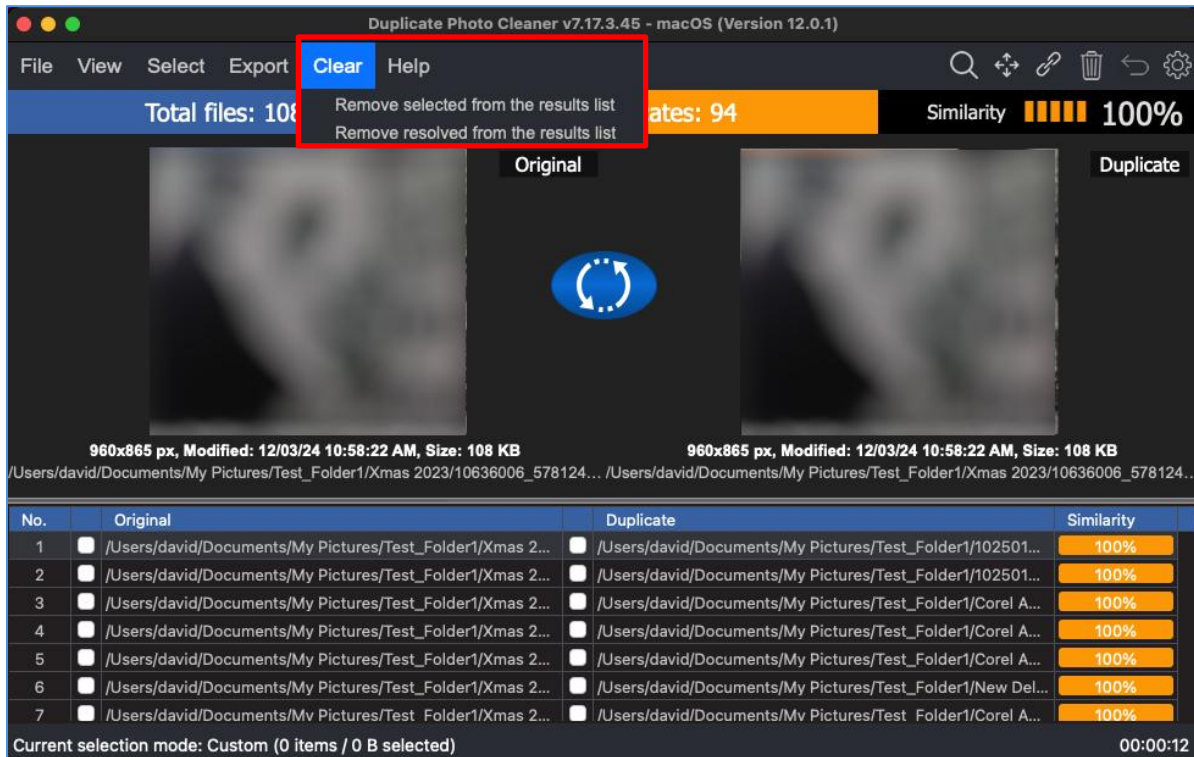 Duplicate Photo Cleaner v7.17.3.45 - macOS (Version 12.0.1)
File View Select Export Clear Help
Total files: 108 ates: 94 Similarity 100%
Remove selected from the results list
Remove resolved from the results list
Original Duplicate
960x865 px, Modified: 12/03/24 10:58:22 AM, Size: 108 KB 960x865 px, Modified: 12/03/24 10:58:22 AM, Size: 108 KB
/Users/david/Documents/My Pictures/Test_Folder1/Xmas 2023/10636006_578124... /Users/david/Documents/My Pictures/Test_Folder1/Xmas 2023/10636006_578124...
No. Original Duplicate Similarity
1 /Users/david/Documents/My Pictures/Test_Folder1/Xmas 2... /Users/david/Documents/My Pictures/Test_Folder1/102501... 100%
2 /Users/david/Documents/My Pictures/Test_Folder1/Xmas 2... /Users/david/Documents/My Pictures/Test_Folder1/102501... 100%
3 /Users/david/Documents/My Pictures/Test_Folder1/Xmas 2... /Users/david/Documents/My Pictures/Test_Folder1/Corel A... 100%
4 /Users/david/Documents/My Pictures/Test_Folder1/Xmas 2... /Users/david/Documents/My Pictures/Test_Folder1/Corel A... 100%
5 /Users/david/Documents/My Pictures/Test_Folder1/Xmas 2... /Users/david/Documents/My Pictures/Test_Folder1/Corel A... 100%
6 /Users/david/Documents/My Pictures/Test_Folder1/Xmas 2... /Users/david/Documents/My Pictures/Test_Folder1/New Del... 100%
7 /Users/david/Documents/My Pictures/Test_Folder1/Xmas 2... /Users/david/Documents/My Pictures/Test_Folder1/Corel A... 100%
Current selection mode: Custom (0 items / 0 B selected) 00:00:12